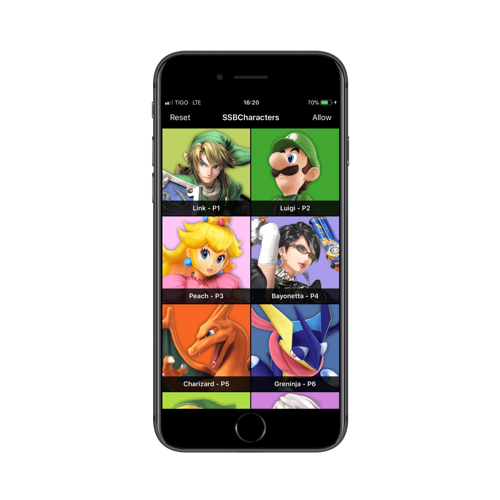 TIGO LTE 16:20 70%
Reset SSBCharacters Allow
Link - P1 Luigi - P2
Peach - P3 Bayonetta - P4
Charizard - P5 Greninja - P6